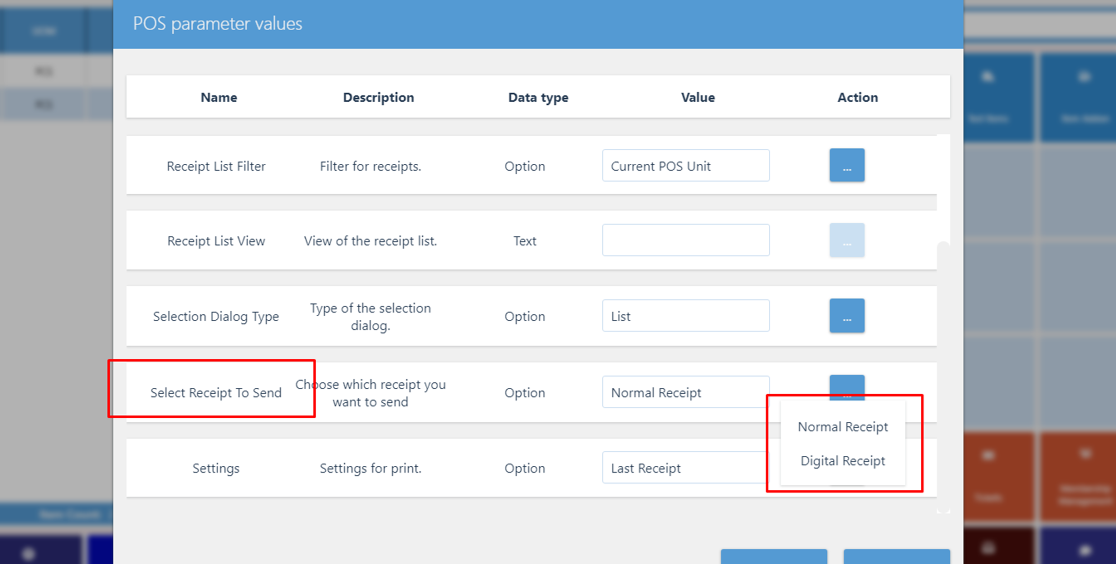 POS parameter values
Name Description Data type Value Action
Receipt List Filter Filter for receipts. Option Current POS Unit ...
Receipt List View View of the receipt list. Text ...
Selection Dialog Type Type of the selection
dialog. Option List ...
Select Receipt To Send Choose which receipt you
want to send Option Normal Receipt ...
Normal Receipt
Digital Receipt
Settings Settings for print. Option Last Receipt